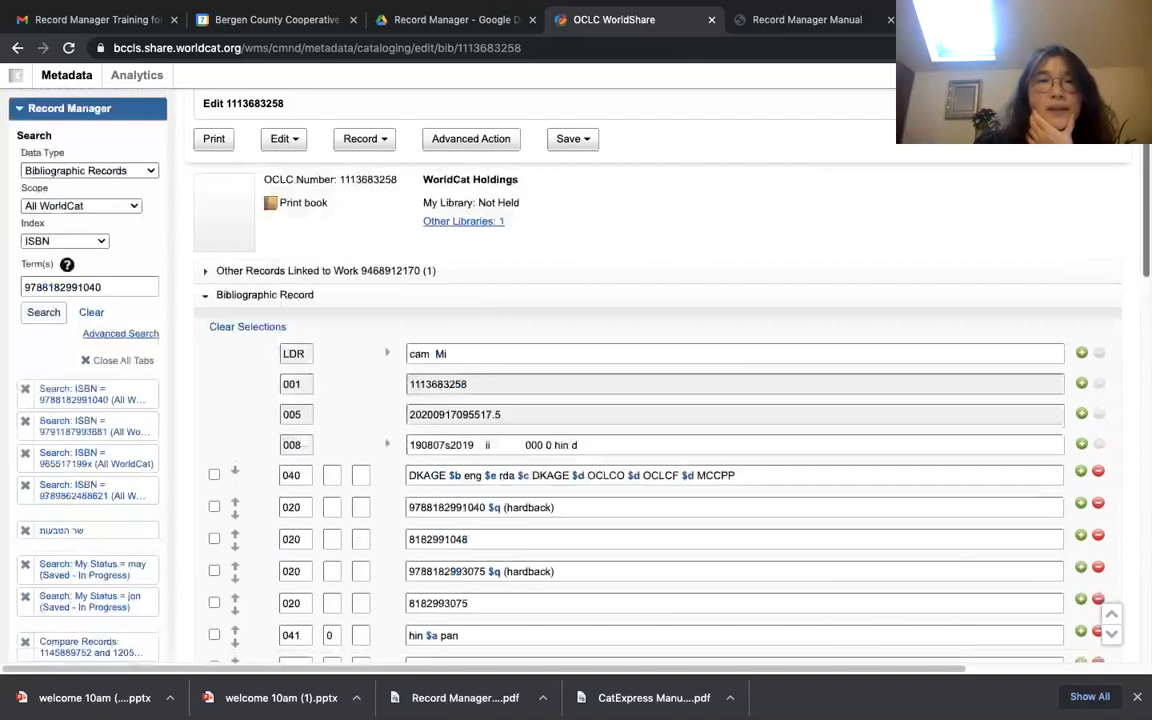 Record Manager Training for
Bergen County Cooperative
Record Manager - Google D
OCLC WorldShare
Record Manager Manual
bccls.share.worldcat.org/wms/cmnd/metadata/cataloging/edit/bib/1113683258
Metadata
Analytics
Record Manager
Search
Data Type
Bibliographic Records
Scope
All WorldCat
Index
ISBN
Term(s) ?
9788182991040
Search
Clear
Advanced Search
Close All Tabs
Search: ISBN =
9788182991040 (All W...
Search: ISBN =
9791187993681 (All Wo...
Search: ISBN =
965517199x (All WorldCat)
Search: ISBN =
9789862488621 (All W...
שר הטבעות
Search: My Status = may
(Saved - In Progress)
Search: My Status = jon
(Saved - In Progress)
Compare Records:
1145869752 and 1205...
Edit 1113683258
Print
Edit
Record
Advanced Action
Save
OCLC Number: 1113683258
Print book
WorldCat Holdings
My Library: Not Held
Other Libraries: 1
Other Records Linked to Work 9468912170 (1)
Bibliographic Record
Clear Selections
LDR cam Mi
001 1113683258
005 20200917095517.5
008 190807s2019 ii 000 0 hin d
040 DKAGE $b eng $e rda $c DKAGE $d OCLCO $d OCLCF $d MCCPP
020 9788182991040 $q (hardback)
020 8182991048
020 9788182993075 $q (hardback)
020 8182993075
041 0 hin $a pan
welcome 10am (....pptx
welcome 10am (1).pptx
Record Manager....pdf
CatExpress Manu....pdf
Show All